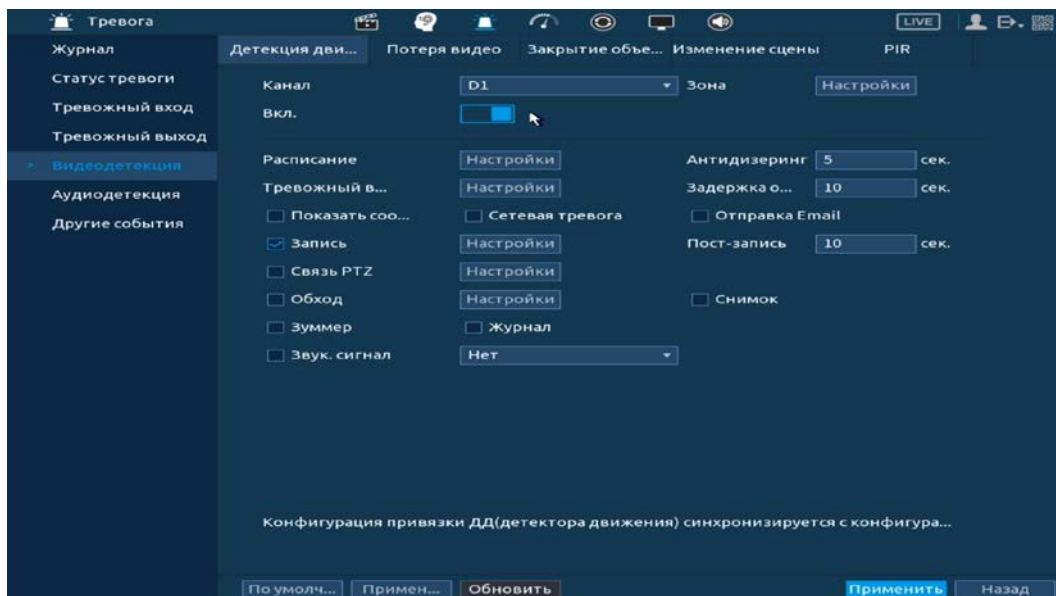 Тревога LIVE
Журнал
Статус тревоги
Тревожный вход
Тревожный выход
Видеодетекция
Аудиодетекция
Другие события
Детекция дви... Потеря видео Закрытие объе... Изменение сцены PIR
Канал D1 Зона Настройки
Вкл.
Расписание Настройки Антидизеринг 5 сек.
Тревожный в... Настройки Задержка о... 10 сек.
Показать соо... Сетевая тревога Отправка Email
Запись Настройки Пост-запись 10 сек.
Связь PTZ Настройки
Обход Настройки Снимок
Зуммер Журнал
Звук. сигнал Нет
Конфигурация привязки ДД(детектора движения) синхронизируется с конфигура...
По умолч... Примен... Обновить Применить Назад